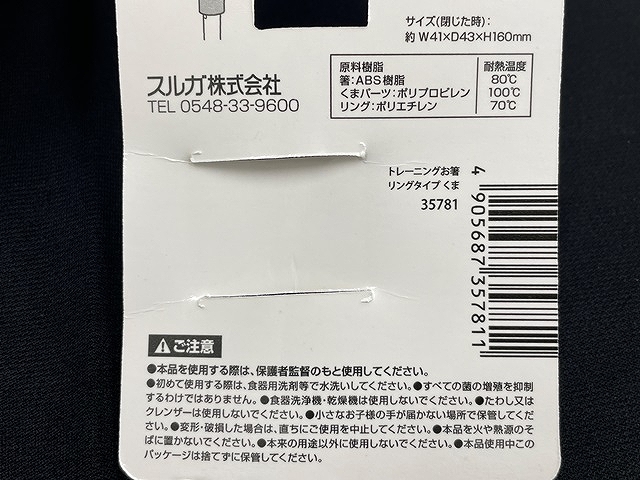 サイズ(閉じた時):
約 W41×D43×H160mm
原料樹脂 耐熱温度
箸:ABS樹脂 80℃
くまパーツ:ポリプロピレン 100℃
リング:ポリエチレン 70℃
スルガ株式会社
TEL 0548-33-9600
トレーニングお箸
リングタイプ くま
35781
4 905687 357811
ご注意
●本品を使用する際は、保護者監督のもと使用してください。
●初めて使用する際は、食器用洗剤等で水洗いしてください。●すべての菌の増殖を抑制
するわけではありません。●食器洗浄機・乾燥機は使用しないでください。●たわし又は
クレンザーは使用しないでください。●小さなお子様の手が届かない場所で保管してくだ
さい。●変形・破損した場合は、直ちにご使用を中止してください。●本品を火や熱源のそ
ばに置かないでください。●本来の用途以外に使用しないでください。●本品使用中この
パッケージは捨てずに保管してください。